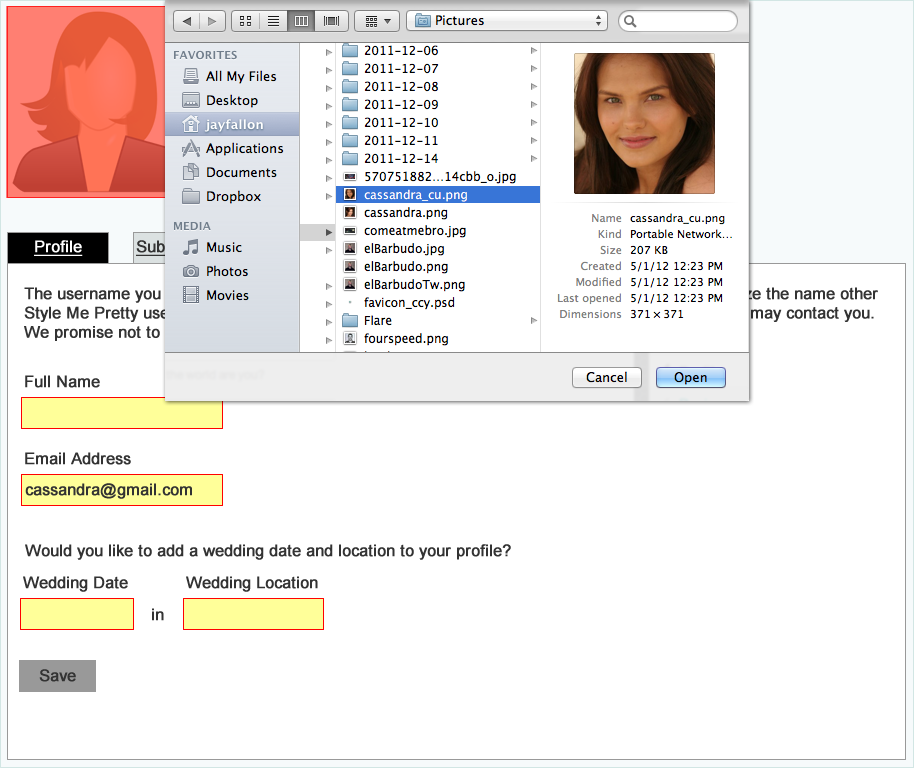 Pictures
FAVORITES
All My Files
Desktop
jayfallon
Applications
Documents
Dropbox
MEDIA
Music
Photos
Movies
2011-12-06
2011-12-07
2011-12-08
2011-12-09
2011-12-10
2011-12-11
2011-12-14
570751882...14cbb_o.jpg
cassandra_cu.png
cassandra.png
comeatmebro.jpg
elBarbudo.jpg
elBarbudo.png
elBarbudoTw.png
favicon_ccy.psd
Flare
fourspeed.png
Name cassandra_cu.png
Kind Portable Network...
Size 207 KB
Created 5/1/12 12:23 PM
Modified 5/1/12 12:23 PM
Last opened 5/1/12 12:23 PM
Dimensions 371 × 371
Cancel Open
Profile Sub
The username you ze the name other
Style Me Pretty use may contact you.
We promise not to
Full Name
Email Address
cassandra@gmail.com
Would you like to add a wedding date and location to your profile?
Wedding Date Wedding Location
in
Save